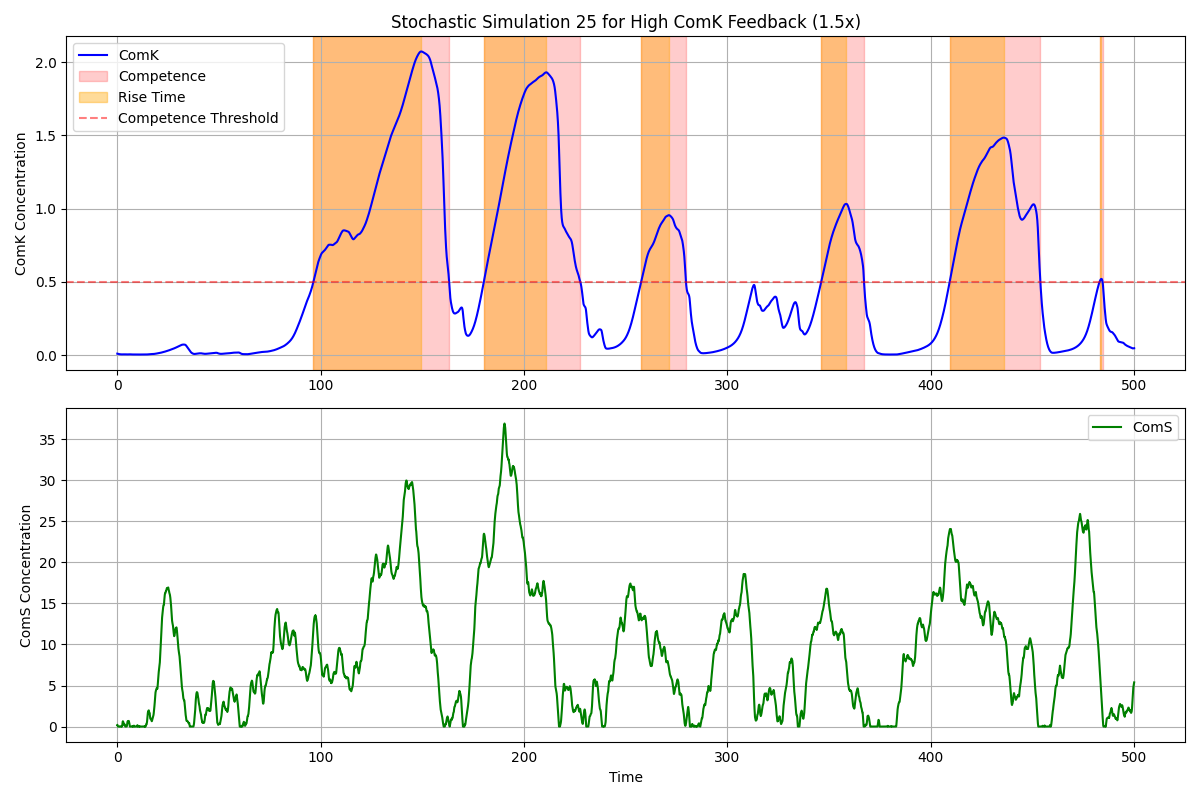 Stochastic Simulation 25 for High ComK Feedback (1.5x)
ComK
Competence
Rise Time
Competence Threshold
ComK Concentration
2.0
1.5
1.0
0.5
0.0
0 100 200 300 400 500
ComS
ComS Concentration
35
30
25
20
15
10
5
0
0 100 200 300 400 500
Time